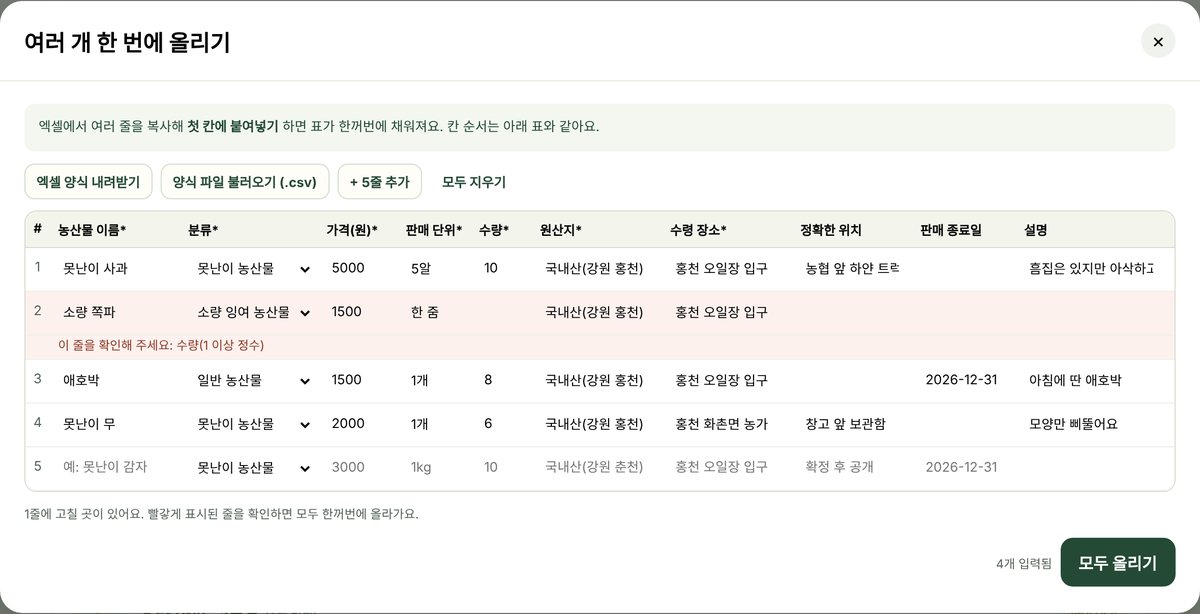 여러 개 한 번에 올리기
×
엑셀에서 여러 줄을 복사해 첫 칸에 붙여넣기 하면 표가 한꺼번에 채워져요. 칸 순서는 아래 표와 같아요.
엑셀 양식 내려받기 양식 파일 불러오기 (.csv) + 5줄 추가 모두 지우기
# 농산물 이름* 분류* 가격(원)* 판매 단위* 수량* 원산지* 수령 장소* 정확한 위치 판매 종료일 설명
1 못난이 사과 못난이 농산물 5000 5알 10 국내산(강원 홍천) 홍천 오일장 입구 농협 앞 하얀 트럭 흠집은 있지만 아삭하고
2 소량 쪽파 소량 잉여 농산물 1500 한 줌 국내산(강원 홍천) 홍천 오일장 입구
이 줄을 확인해 주세요: 수량(1 이상 정수)
3 애호박 일반 농산물 1500 1개 8 국내산(강원 홍천) 홍천 오일장 입구 2026-12-31 아침에 딴 애호박
4 못난이 무 못난이 농산물 2000 1개 6 국내산(강원 홍천) 홍천 화촌면 농가 창고 앞 보관함 모양만 삐뚤어요
5 예: 못난이 감자 못난이 농산물 3000 1kg 10 국내산(강원 춘천) 홍천 오일장 입구 확정 후 공개 2026-12-31
1줄에 고칠 곳이 있어요. 빨갛게 표시된 줄을 확인하면 모두 한꺼번에 올라가요.
4개 입력됨 모두 올리기